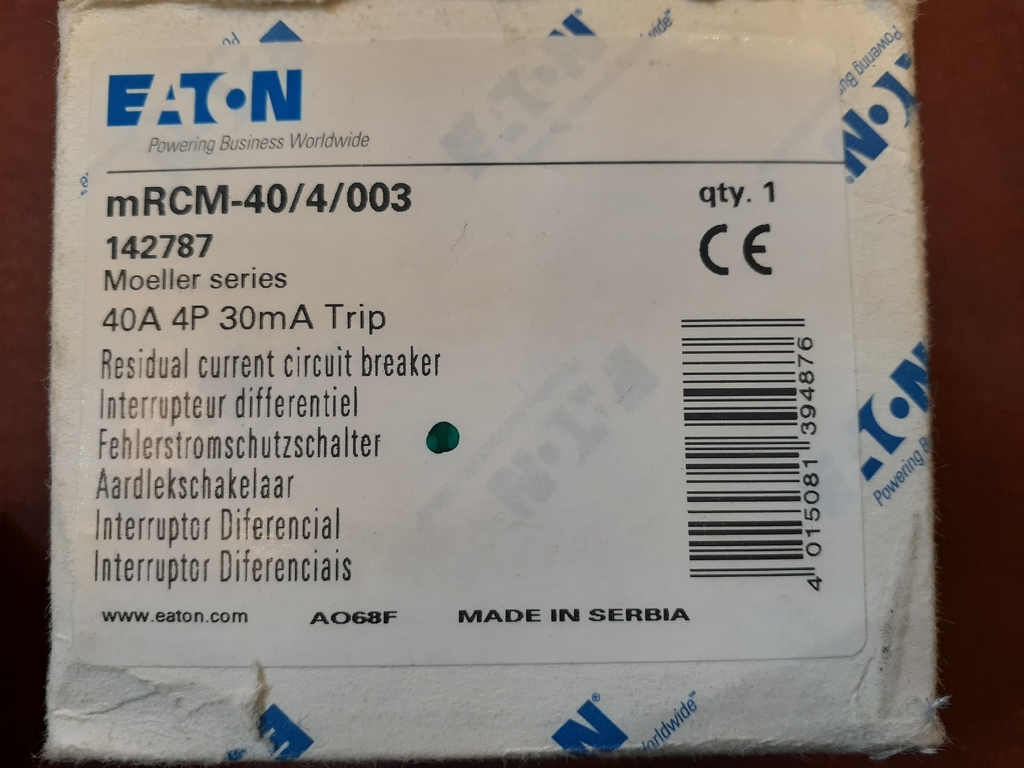 EATON
Powering Business Worldwide
mRCM-40/4/003
qty. 1
142787
CE
Moeller series
40A 4P 30mA Trip
Residual current circuit breaker
Interrupteur differentiel
Fehlerstromschutzschalter
Aardlekschakelaar
Interruptor Diferencial
Interruptor Diferenciais
4 015081 394876
www.eaton.com
AO68F
MADE IN SERBIA